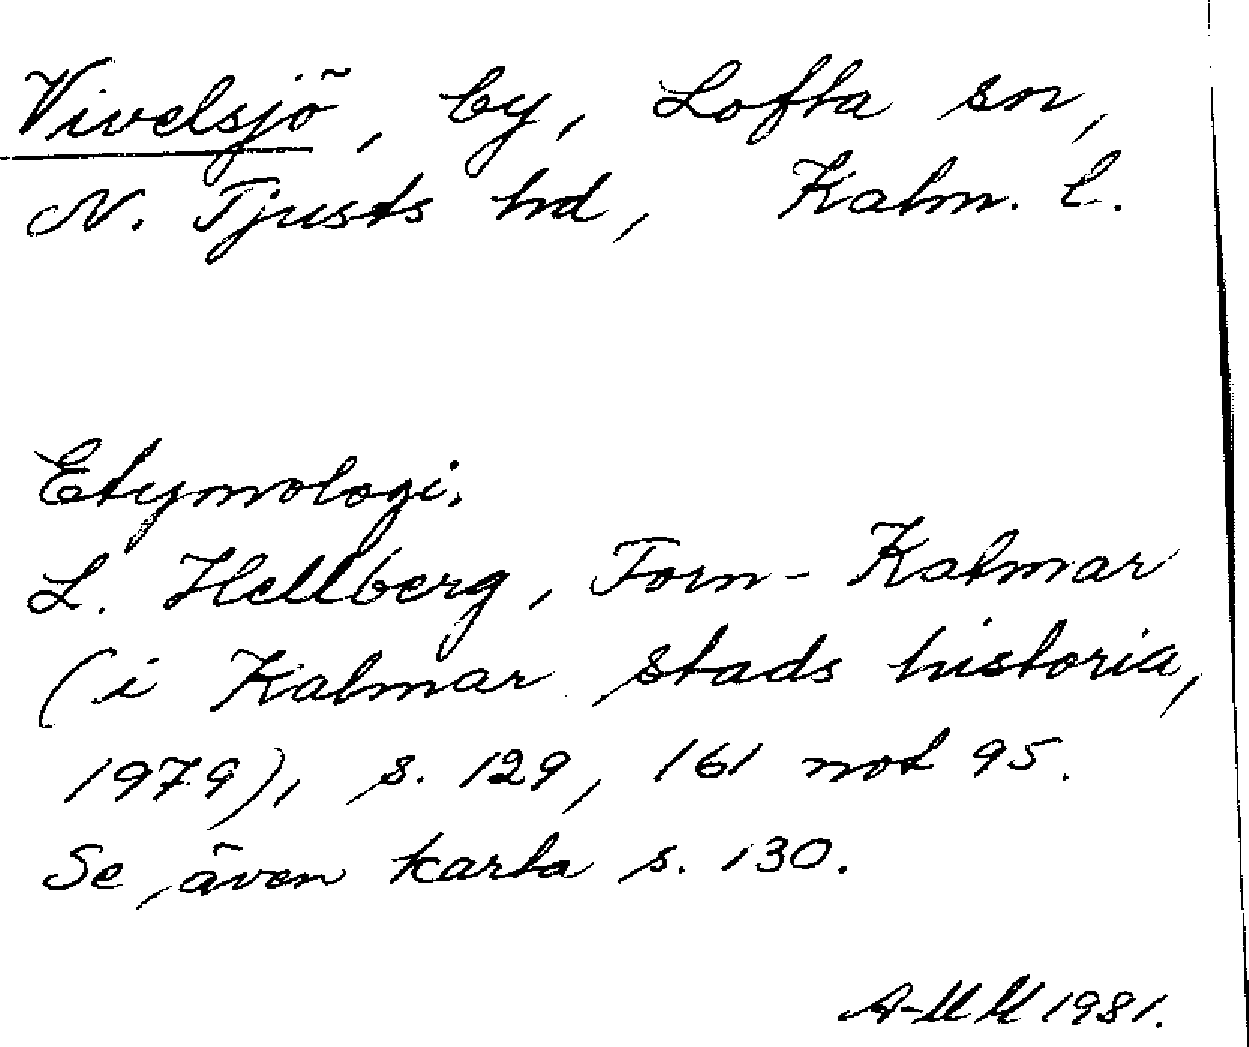 Vivelsjö, by, Lofta sn,
N. Tjusts hd, Kalm. l.
Etymologi.
L. Hellberg, Forn-Kalmar
(i Kalmar stads historia,
1979), s. 129, 161 not 95.
Se även karta s. 130.
1981.